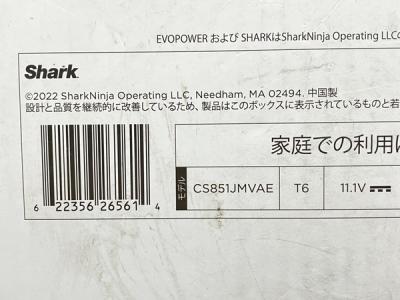 EVOPOWER および SHARKはSharkNinja Operating LLC
Shark
©2022 SharkNinja Operating LLC, Needham, MA 02494. 中国製
設計と品質を継続的に改善しているため、製品はこのボックスに表示されているものと若
家庭での利用
モデル CS851JMVAE T6 11.1V
6 22356 26561 4